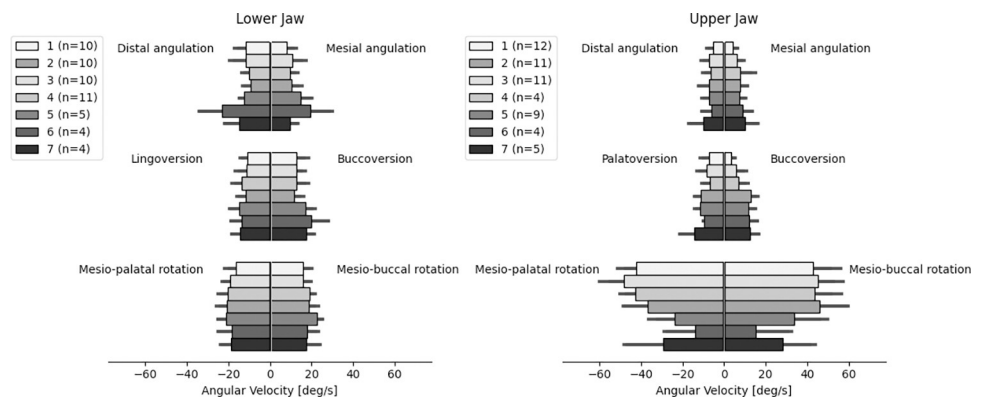 Lower Jaw
1 (n=10)
2 (n=10)
3 (n=10)
4 (n=11)
5 (n=5)
6 (n=4)
7 (n=4)
Distal angulation
Mesial angulation
Lingoversion
Buccoversion
Mesio-palatal rotation
Mesio-buccal rotation
−60 −40 −20 0 20 40 60
Angular Velocity [deg/s]
Upper Jaw
1 (n=12)
2 (n=11)
3 (n=11)
4 (n=4)
5 (n=9)
6 (n=4)
7 (n=5)
Distal angulation
Mesial angulation
Palatoversion
Buccoversion
Mesio-palatal rotation
Mesio-buccal rotation
−60 −40 −20 0 20 40 60
Angular Velocity [deg/s]